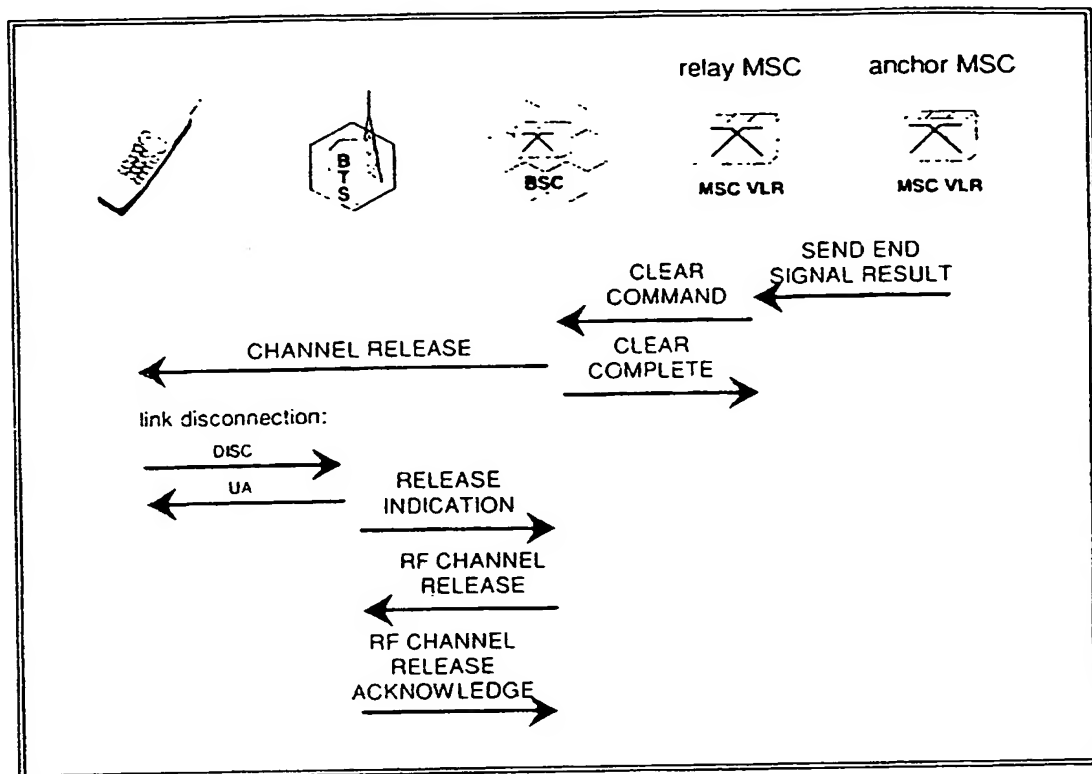 relay MSC
anchor MSC
B
T
S
BSC
MSC VLR
MSC VLR
SEND END
SIGNAL RESULT
CLEAR
COMMAND
CHANNEL RELEASE
CLEAR
COMPLETE
link disconnection:
DISC
UA
RELEASE
INDICATION
RF CHANNEL
RELEASE
RF CHANNEL
RELEASE
ACKNOWLEDGE